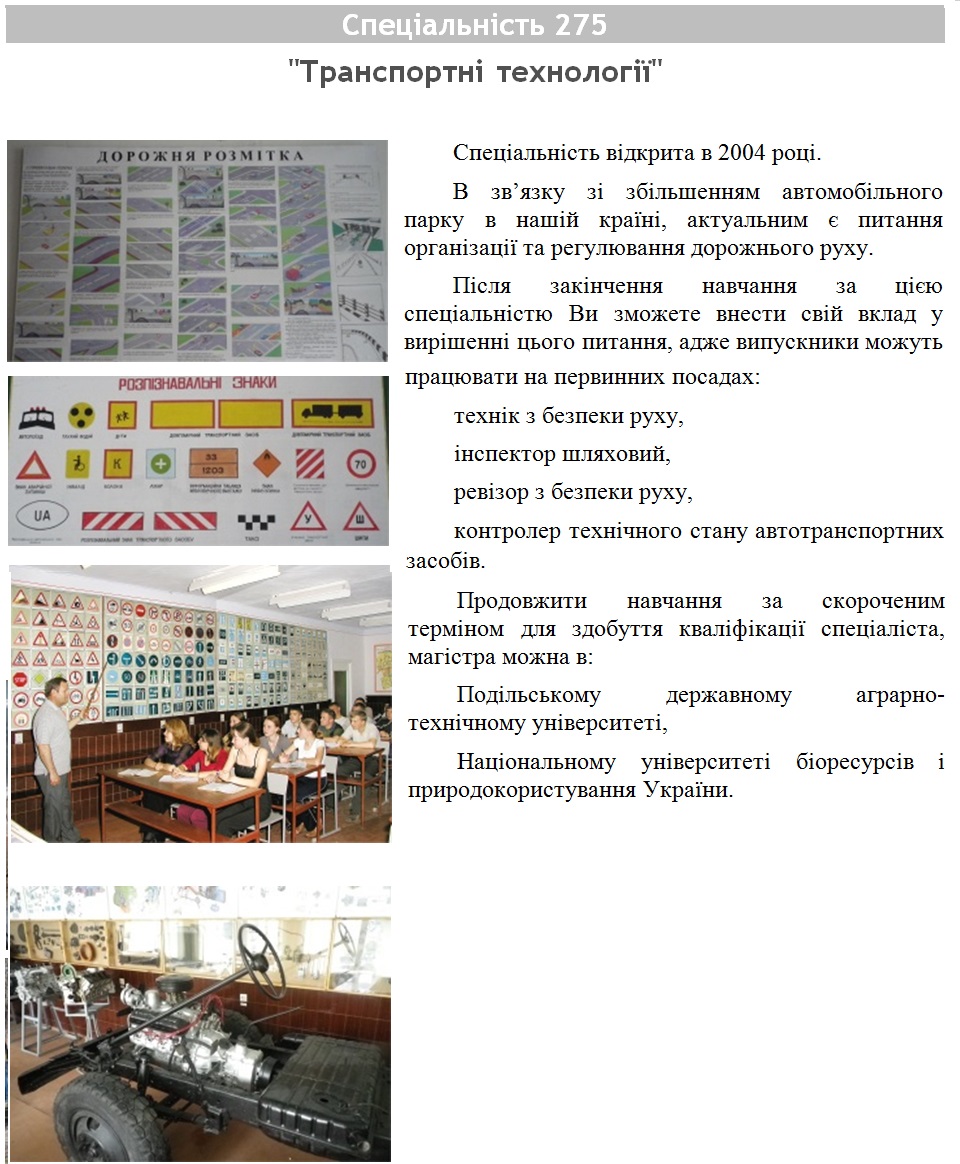 Спеціальність 275
"Транспортні технології"
ДОРОЖНЯ РОЗМІТКА
Спеціальність відкрита в 2004 році.
В зв’язку зі збільшенням автомобільного
парку в нашій країні, актуальним є питання
організації та регулювання дорожнього руху.
Після закінчення навчання за цією
спеціальністю Ви зможете внести свій вклад у
вирішенні цього питання, адже випускники можуть
працювати на первинних посадах:
технік з безпеки руху,
інспектор шляховий,
ревізор з безпеки руху,
контролер технічного стану автотранспортних
засобів.
Продовжити навчання за скороченим
терміном для здобуття кваліфікації спеціаліста,
магістра можна в:
Подільському державному аграрно-
технічному університеті,
Національному університеті біоресурсів і
природокористування України.
РОЗПІЗНАВАЛЬНІ ЗНАКИ
К
33
1203
70
UA
ТАКСІ
У
Ш